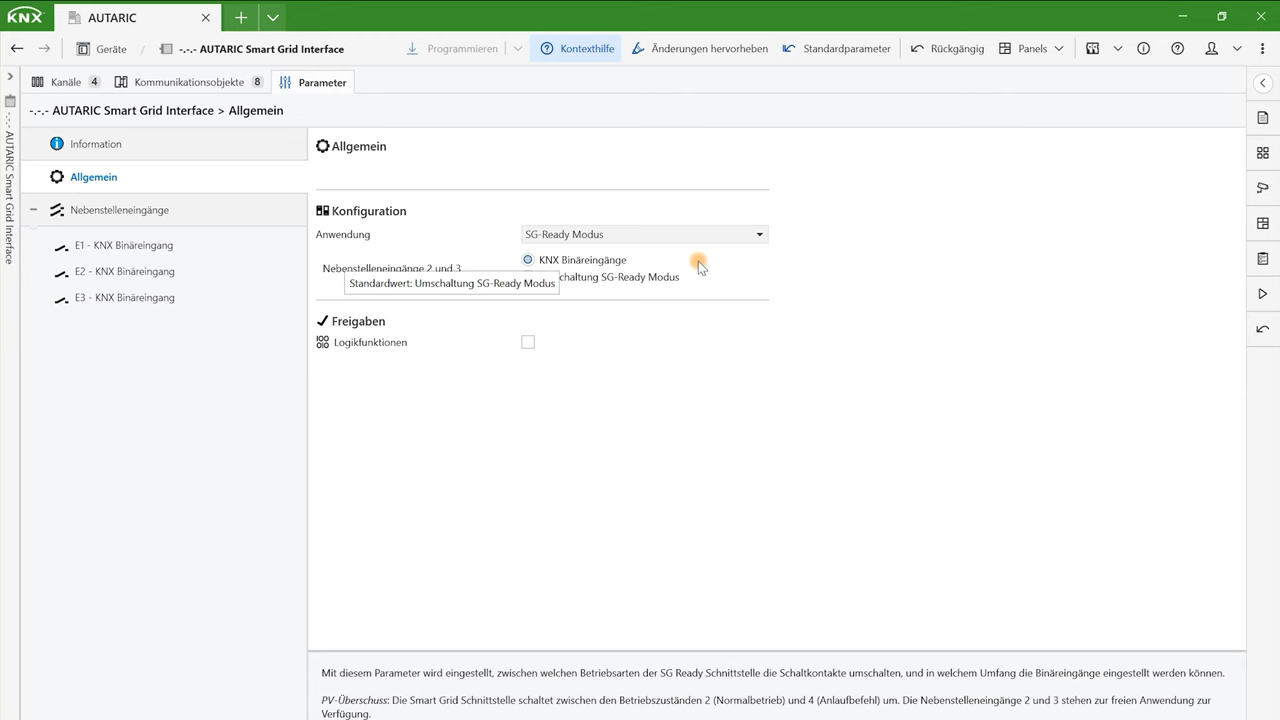 KNX AUTARIC
Geräte / -.-.- AUTARIC Smart Grid Interface Programmieren Kontexthilfe Änderungen hervorheben Standardparameter Rückgängig Panels
Kanäle 4 Kommunikationsobjekte 8 Parameter
-.-.- AUTARIC Smart Grid Interface > Allgemein
-.-.- AUTARIC Smart Grid Interface
Information
Allgemein
Nebenstelleneingänge
E1 - KNX Binäreingang
E2 - KNX Binäreingang
E3 - KNX Binäreingang
Allgemein
Konfiguration
Anwendung SG-Ready Modus
KNX Binäreingänge
Nebenstelleneingänge 2 und 3
schaltung SG-Ready Modus
Standardwert: Umschaltung SG-Ready Modus
Freigaben
Logikfunktionen
Mit diesem Parameter wird eingestellt, zwischen welchen Betriebsarten der SG Ready Schnittstelle die Schaltkontakte umschalten, und in welchem Umfang die Binäreingänge eingestellt werden können.
PV-Überschuss: Die Smart Grid Schnittstelle schaltet zwischen den Betriebszuständen 2 (Normalbetrieb) und 4 (Anlaufbefehl) um. Die Nebenstelleneingänge 2 und 3 stehen zur freien Anwendung zur
Verfügung.